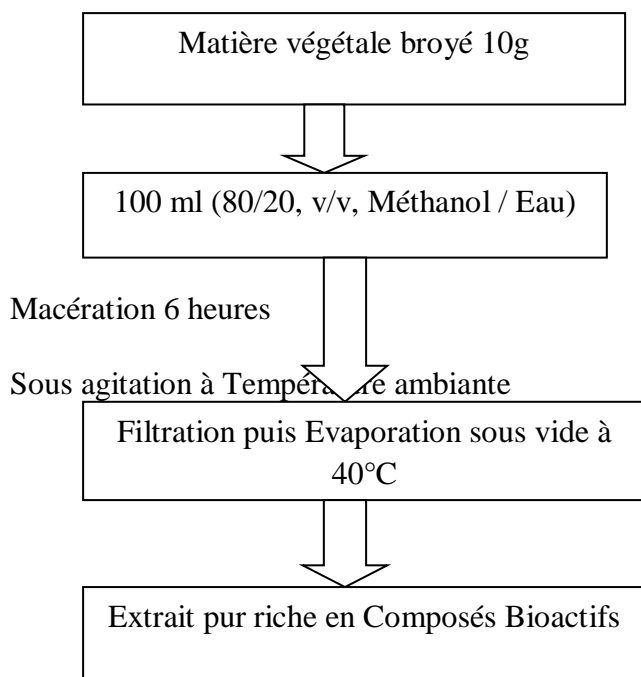 Matière végétale broyé 10g
100 ml (80/20, v/v, Méthanol / Eau)
Macération 6 heures
Sous agitation à Température ambiante
Filtration puis Evaporation sous vide à
40°C
Extrait pur riche en Composés Bioactifs